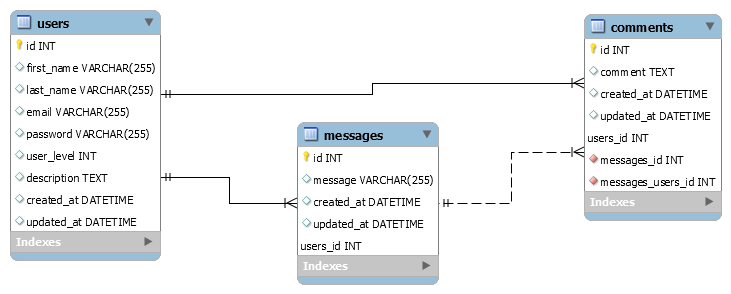 users
id INT
first_name VARCHAR(255)
last_name VARCHAR(255)
email VARCHAR(255)
password VARCHAR(255)
user_level INT
description TEXT
created_at DATETIME
updated_at DATETIME
Indexes
messages
id INT
message VARCHAR(255)
created_at DATETIME
updated_at DATETIME
users_id INT
Indexes
comments
id INT
comment TEXT
created_at DATETIME
updated_at DATETIME
users_id INT
messages_id INT
messages_users_id INT
Indexes